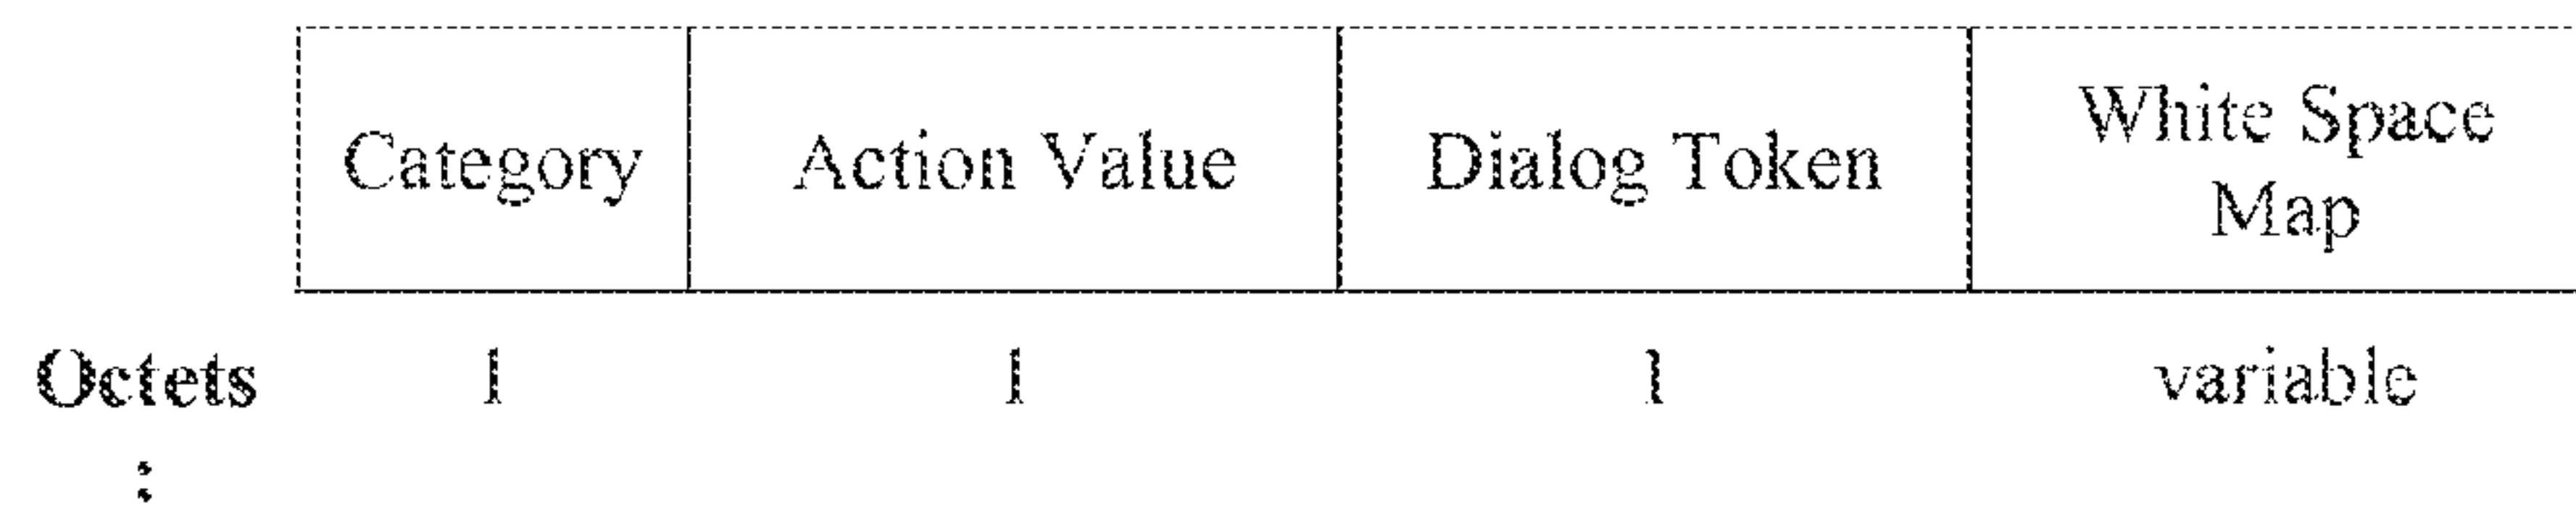 Category Action Value Dialog Token White Space
Map
Octets 1 1 1 variable
: